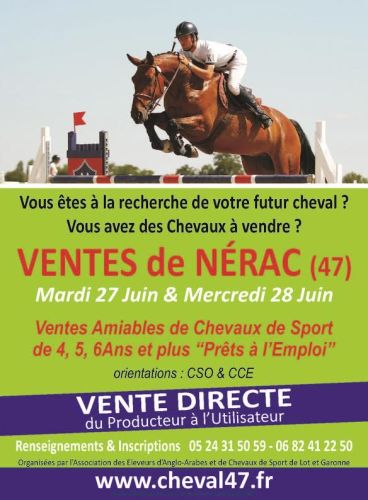 Vous êtes à la recherche de votre futur cheval ?
Vous avez des Chevaux à vendre ?
VENTES de NÉRAC (47)
Mardi 27 Juin & Mercredi 28 Juin
Ventes Amiables de Chevaux de Sport
de 4, 5, 6Ans et plus “Prêts à l’Emploi”
orientations : CSO & CCE
VENTE DIRECTE
du Producteur à l’Utilisateur
Renseignements & Inscriptions 05 24 31 50 59 - 06 82 41 22 50
Organisées par l’Association des Eleveurs d’Anglo-Arabes et de Chevaux de Sport de Lot et Garonne
www.cheval47.fr